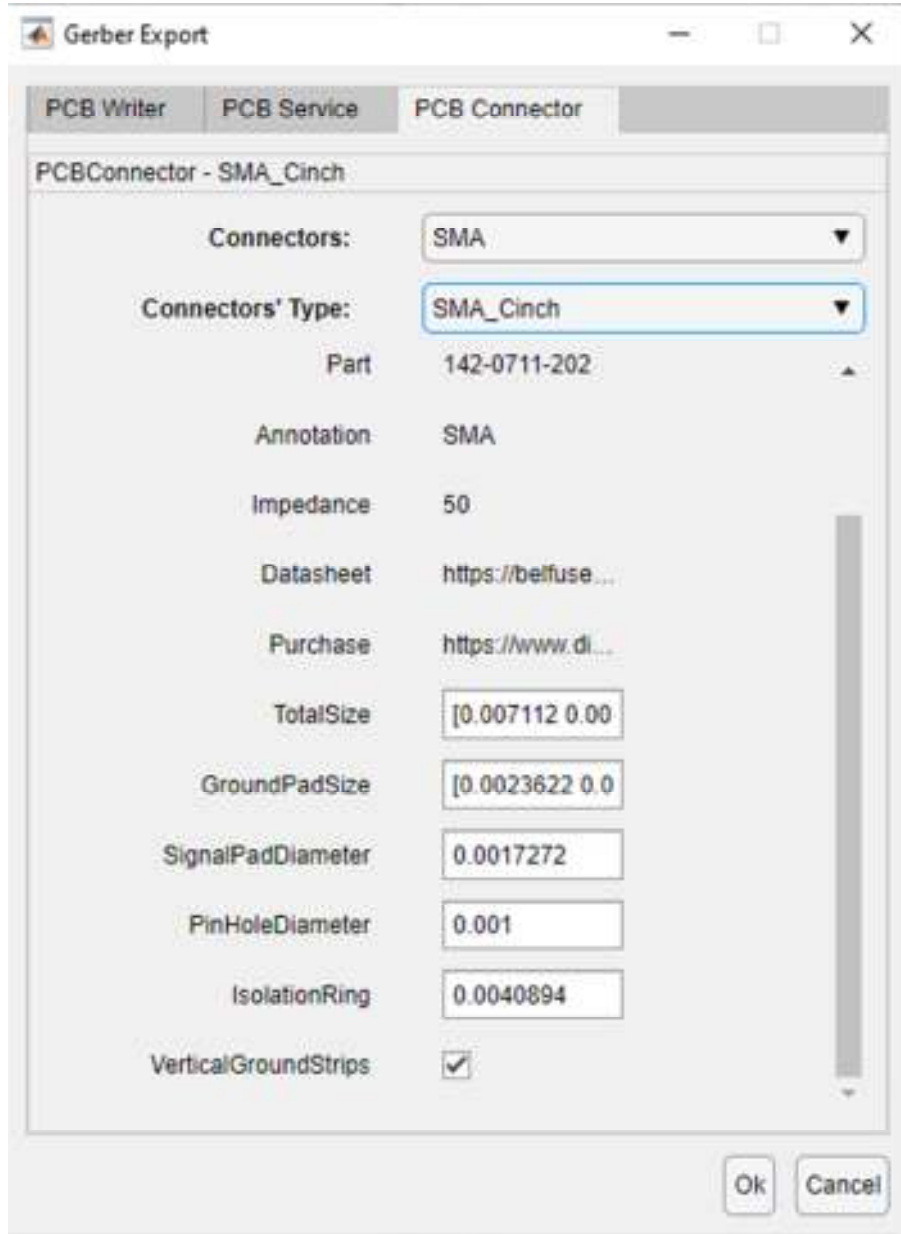 Gerber Export
PCB Writer PCB Service PCB Connector
PCBConnector - SMA_Cinch
Connectors: SMA
Connectors' Type: SMA_Cinch
Part 142-0711-202
Annotation SMA
Impedance 50
Datasheet https://belfuse...
Purchase https://www.di...
TotalSize [0.007112 0.00
GroundPadSize [0.0023622 0.0
SignalPadDiameter 0.0017272
PinHoleDiameter 0.001
IsolationRing 0.0040894
VerticalGroundStrips
Ok Cancel